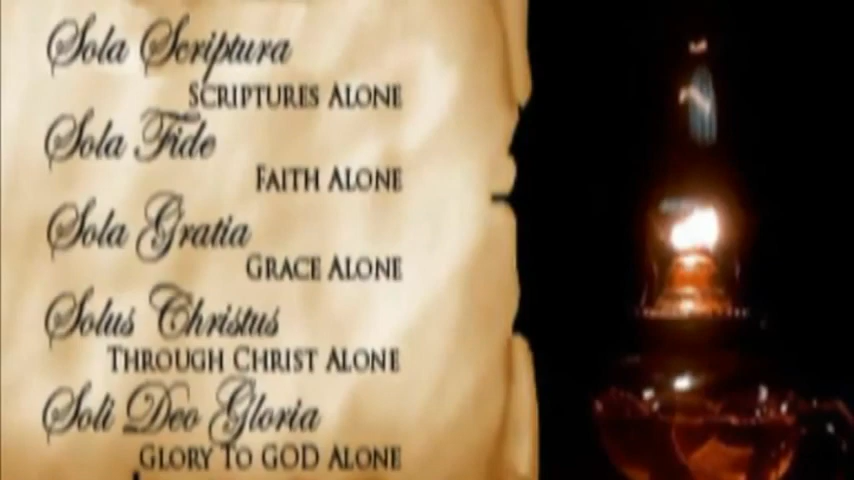 Sola Scriptura
SCRIPTURES ALONE
Sola Fide
FAITH ALONE
Sola Gratia
GRACE ALONE
Solus Christus
THROUGH CHRIST ALONE
Soli Deo Gloria
GLORY TO GOD ALONE